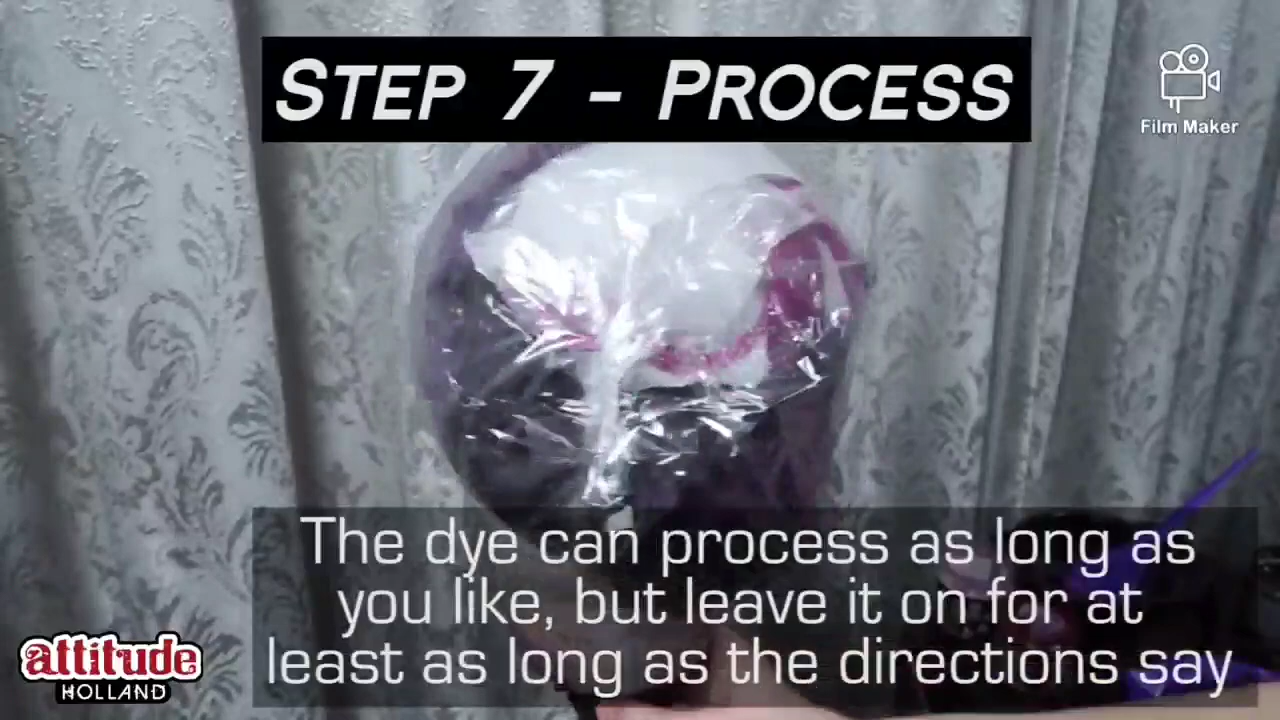 STEP 7 - PROCESS
Film Maker
The dye can process as long as
you like, but leave it on for at
least as long as the directions say
attitude
HOLLAND